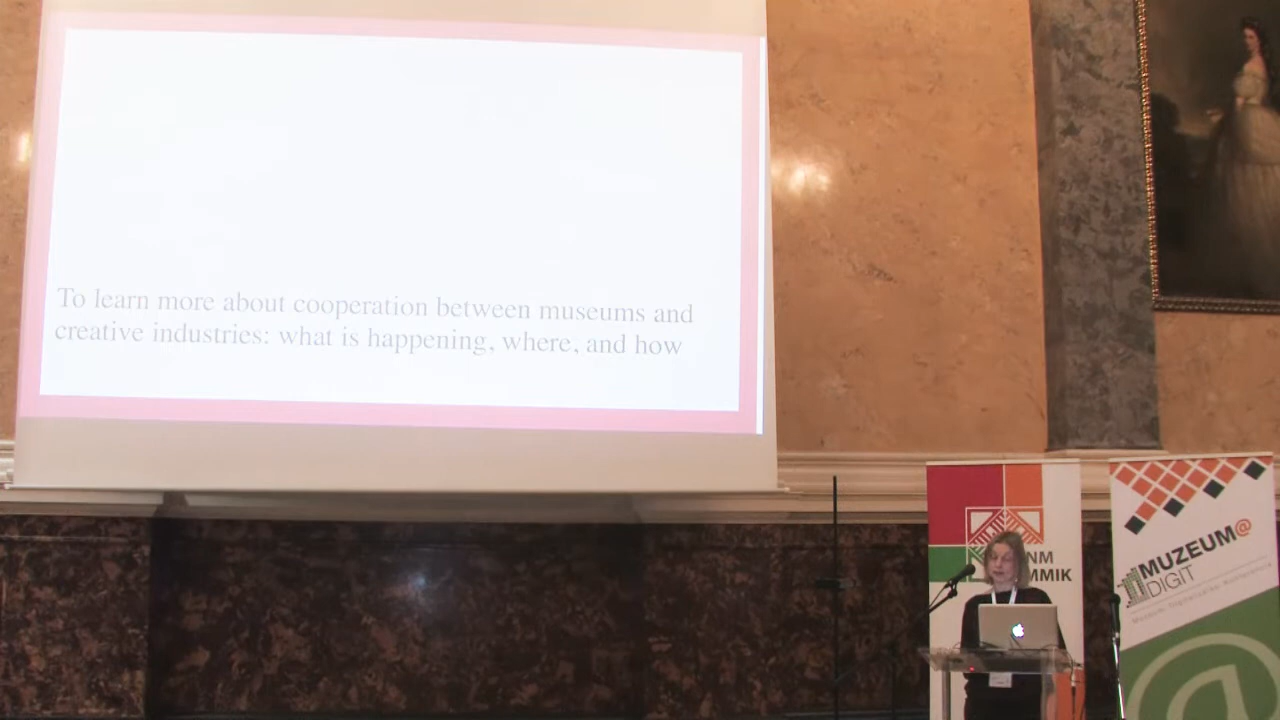 To learn more about cooperation between museums and
creative industries: what is happening, where, and how
NM
MMIK
MUZEUM@
DIGIT